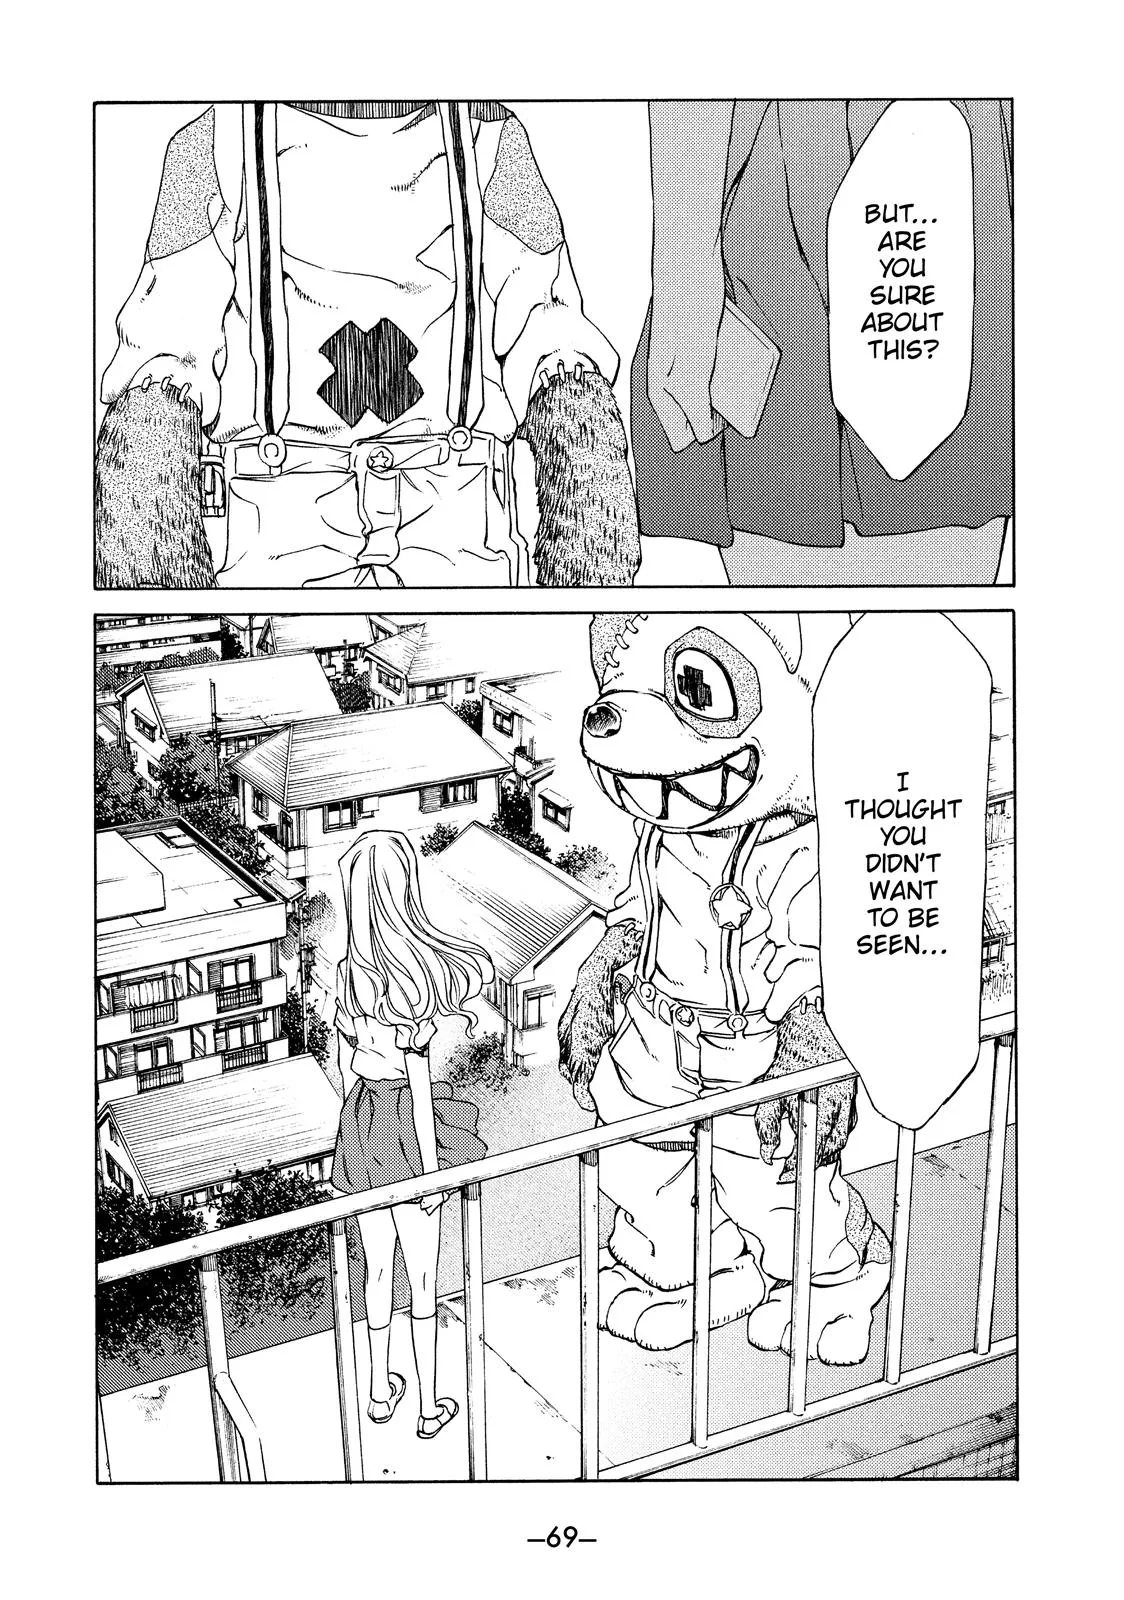 BUT...
ARE
YOU
SURE
ABOUT
THIS?
I
THOUGHT
YOU
DIDN'T
WANT
TO BE
SEEN...
–69–